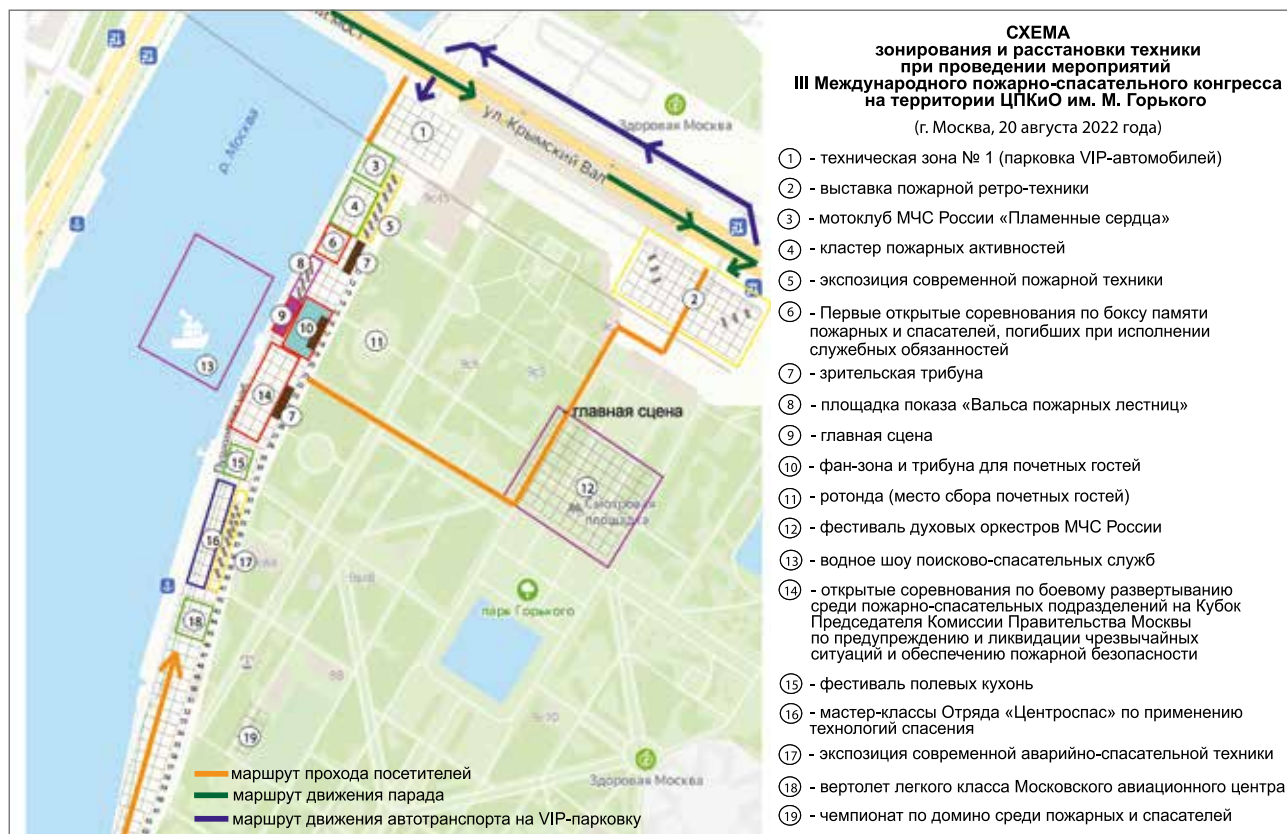 СХЕМА
зонирования и расстановки техники
при проведении мероприятий
III Международного пожарно-спасательного конгресса
на территории ЦПКиО им. М. Горького
(г. Москва, 20 августа 2022 года)
1 - техническая зона № 1 (парковка VIP-автомобилей)
2 - выставка пожарной ретро-техники
3 - мотоклуб МЧС России «Пламенные сердца»
4 - кластер пожарных активностей
5 - экспозиция современной пожарной техники
6 - Первые открытые соревнования по боксу памяти
пожарных и спасателей, погибших при исполнении
служебных обязанностей
7 - зрительская трибуна
8 - площадка показа «Вальса пожарных лестниц»
9 - главная сцена
10 - фан-зона и трибуна для почетных гостей
11 - ротонда (место сбора почетных гостей)
12 - фестиваль духовых оркестров МЧС России
13 - водное шоу поисково-спасательных служб
14 - открытые соревнования по боевому развертыванию
среди пожарно-спасательных подразделений на Кубок
Председателя Комиссии Правительства Москвы
по предупреждению и ликвидации чрезвычайных
ситуаций и обеспечению пожарной безопасности
15 - фестиваль полевых кухонь
16 - мастер-классы Отряда «Центроспас» по применению
технологий спасения
17 - экспозиция современной аварийно-спасательной техники
18 - вертолет легкого класса Московского авиационного центра
19 - чемпионат по домино среди пожарных и спасателей
мост
ул. Крымский Вал
Здоровая Москва
р. Москва
1
3
9с45
4
5
6
7
8
2
9
10
11
13
9с6
9с3
14
главная сцена
7
15
12
площадка
16
17
парк Горького
18
9В
9с10
19
Здоровая Москва
маршрут прохода посетителей
маршрут движения парада
маршрут движения автотранспорта на VIP-парковку